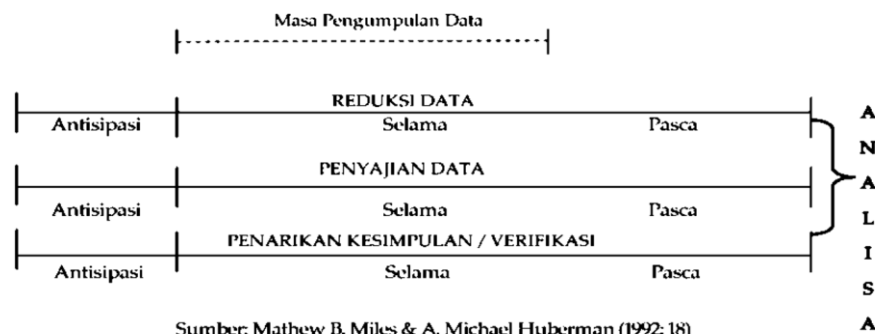 Masa Pengumpulan Data
REDUKSI DATA
Antisipasi Selama Pasca
PENYAJIAN DATA
Antisipasi Selama Pasca
PENARIKAN KESIMPULAN / VERIFIKASI
Antisipasi Selama Pasca
ANALISA
Sumber: Mathew B. Miles & A. Michael Huberman (1992: 18)